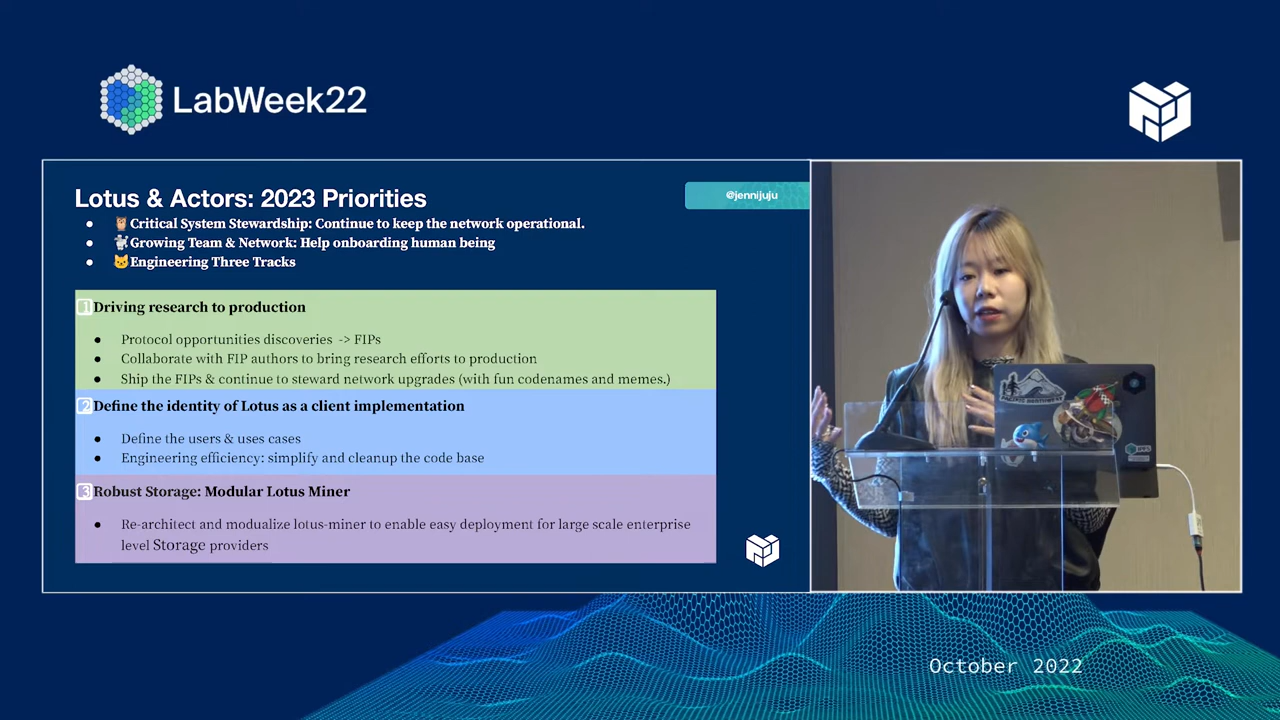 LabWeek22
Lotus & Actors: 2023 Priorities
@jennijuju
● 🦉Critical System Stewardship: Continue to keep the network operational.
● 🐩Growing Team & Network: Help onboarding human being
● 🐱Engineering Three Tracks
1 Driving research to production
● Protocol opportunities discoveries -> FIPs
● Collaborate with FIP authors to bring research efforts to production
● Ship the FIPs & continue to steward network upgrades (with fun codenames and memes.)
2 Define the identity of Lotus as a client implementation
● Define the users & uses cases
● Engineering efficiency: simplify and cleanup the code base
3 Robust Storage: Modular Lotus Miner
● Re-architect and modualize lotus-miner to enable easy deployment for large scale enterprise
level Storage providers
October 2022